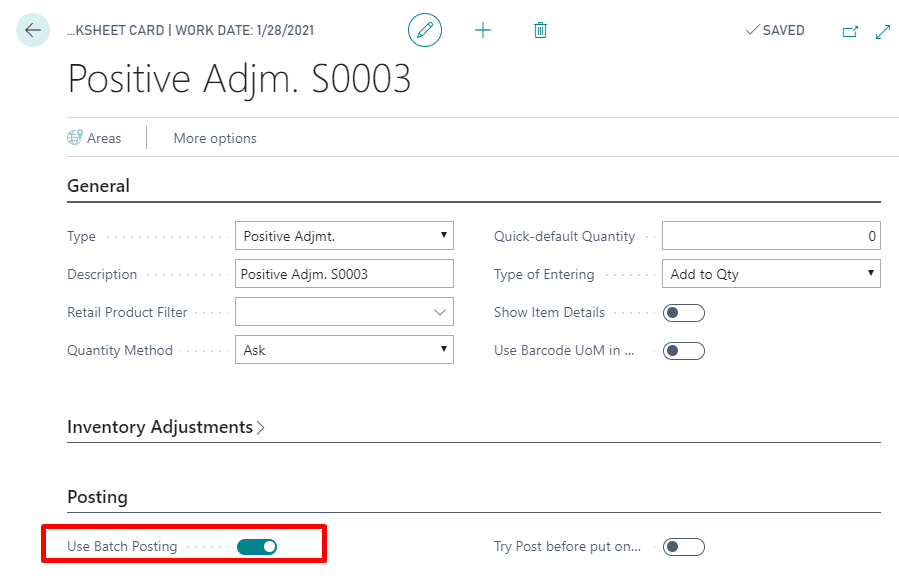 …KSHEET CARD | WORK DATE: 1/28/2021
SAVED
Positive Adjm. S0003
Areas
More options
General
Type
Positive Adjmt.
Quick-default Quantity
0
Description
Positive Adjm. S0003
Type of Entering
Add to Qty
Retail Product Filter
Show Item Details
Quantity Method
Ask
Use Barcode UoM in ...
Inventory Adjustments
Posting
Use Batch Posting
Try Post before put on...